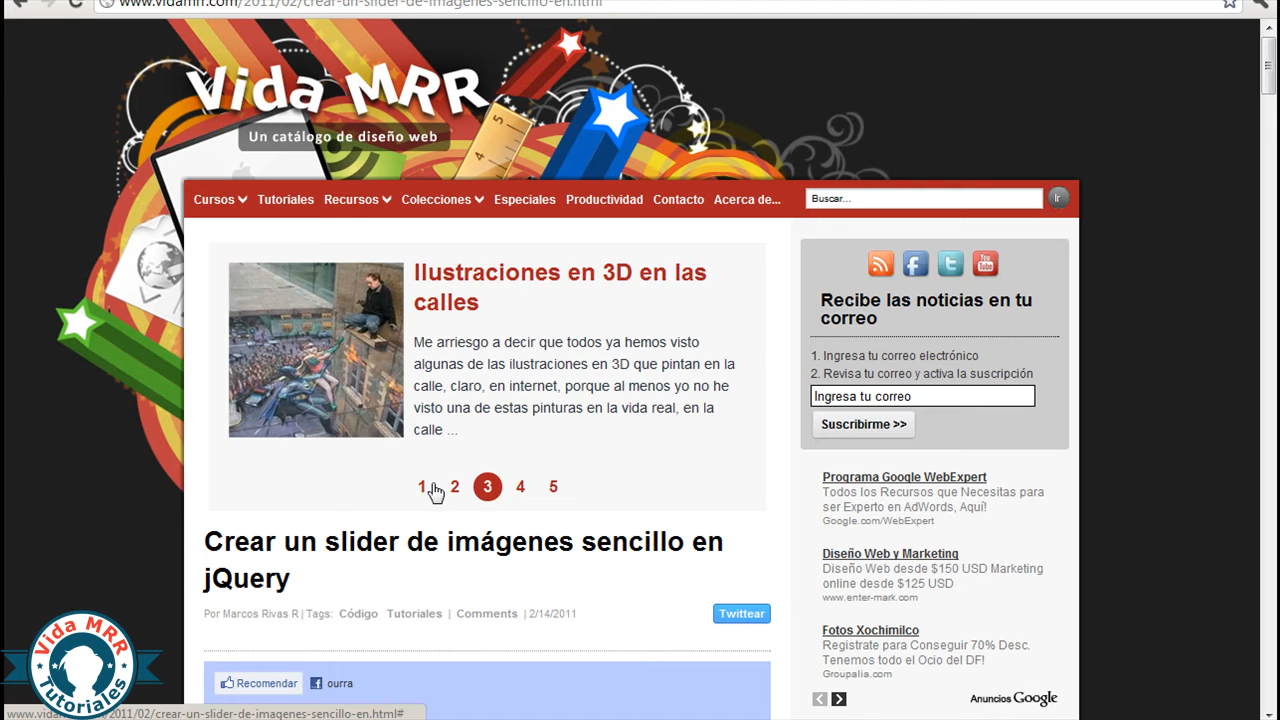 www.vidamrr.com/2011/02/crear-un-slider-de-imagenes-sencillo-en.html
Vida MRR
Un catálogo de diseño web
5
4
Cursos Tutoriales Recursos Colecciones Especiales Productividad Contacto Acerca de...
Buscar...
Ir
Ilustraciones en 3D en las
calles
Me arriesgo a decir que todos ya hemos visto
algunas de las ilustraciones en 3D que pintan en la
calle, claro, en internet, porque al menos yo no he
visto una de estas pinturas en la vida real, en la
calle ...
1 2 3 4 5
Crear un slider de imágenes sencillo en
jQuery
Por Marcos Rivas R | Tags: Código Tutoriales | Comments | 2/14/2011
Twittear
Recomendar
ourra
You
Tube
Recibe las noticias en tu
correo
1. Ingresa tu correo electrónico
2. Revisa tu correo y activa la suscripción
Ingresa tu correo
Suscribirme >>
Programa Google WebExpert
Todos los Recursos que Necesitas para
ser Experto en AdWords, Aquí!
Google.com/WebExpert
Diseño Web y Marketing
Diseño Web desde $150 USD Marketing
online desde $125 USD
www.enter-mark.com
Fotos Xochimilco
Registrate para Conseguir 70% Desc.
Tenemos todo el Ocio del DF!
Groupalia.com
Anuncios Google
Vida MRR
Tutoriales
www.vidamrr.com/2011/02/crear-un-slider-de-imagenes-sencillo-en.html#